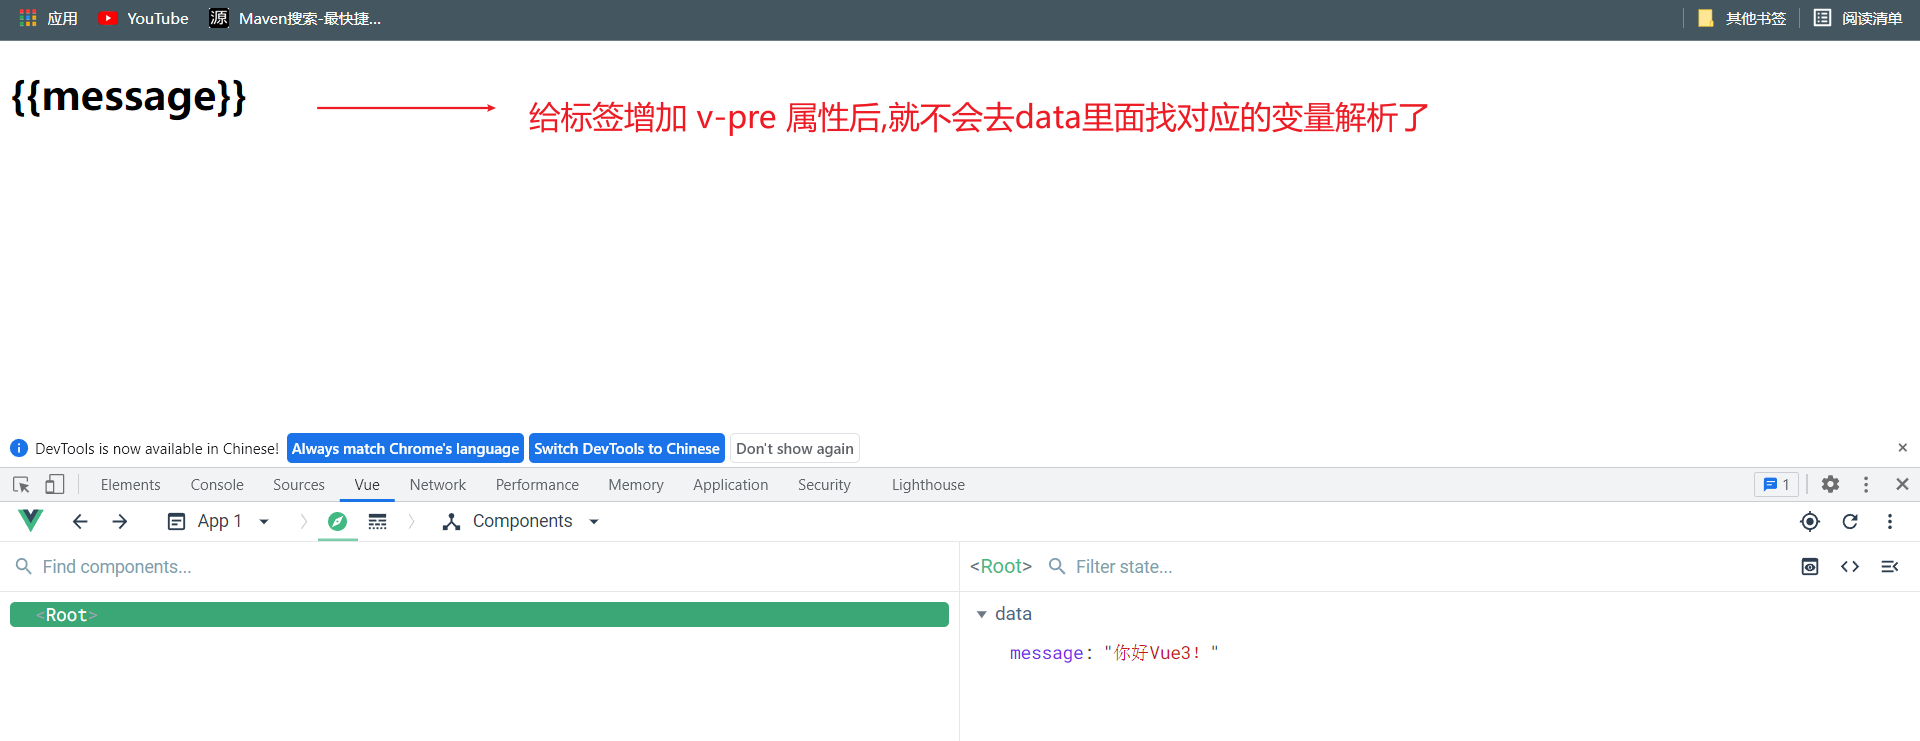 应用 YouTube 源 Maven搜索-最快捷... 其他书签 阅读清单
{{message}} 给标签增加 v-pre 属性后,就不会去data里面找对应的变量解析了
DevTools is now available in Chinese! Always match Chrome's language Switch DevTools to Chinese Don't show again
Elements Console Sources Vue Network Performance Memory Application Security Lighthouse 1
App 1 Components
Find components... <Root> Filter state...
<Root> data
message: "你好Vue3! "